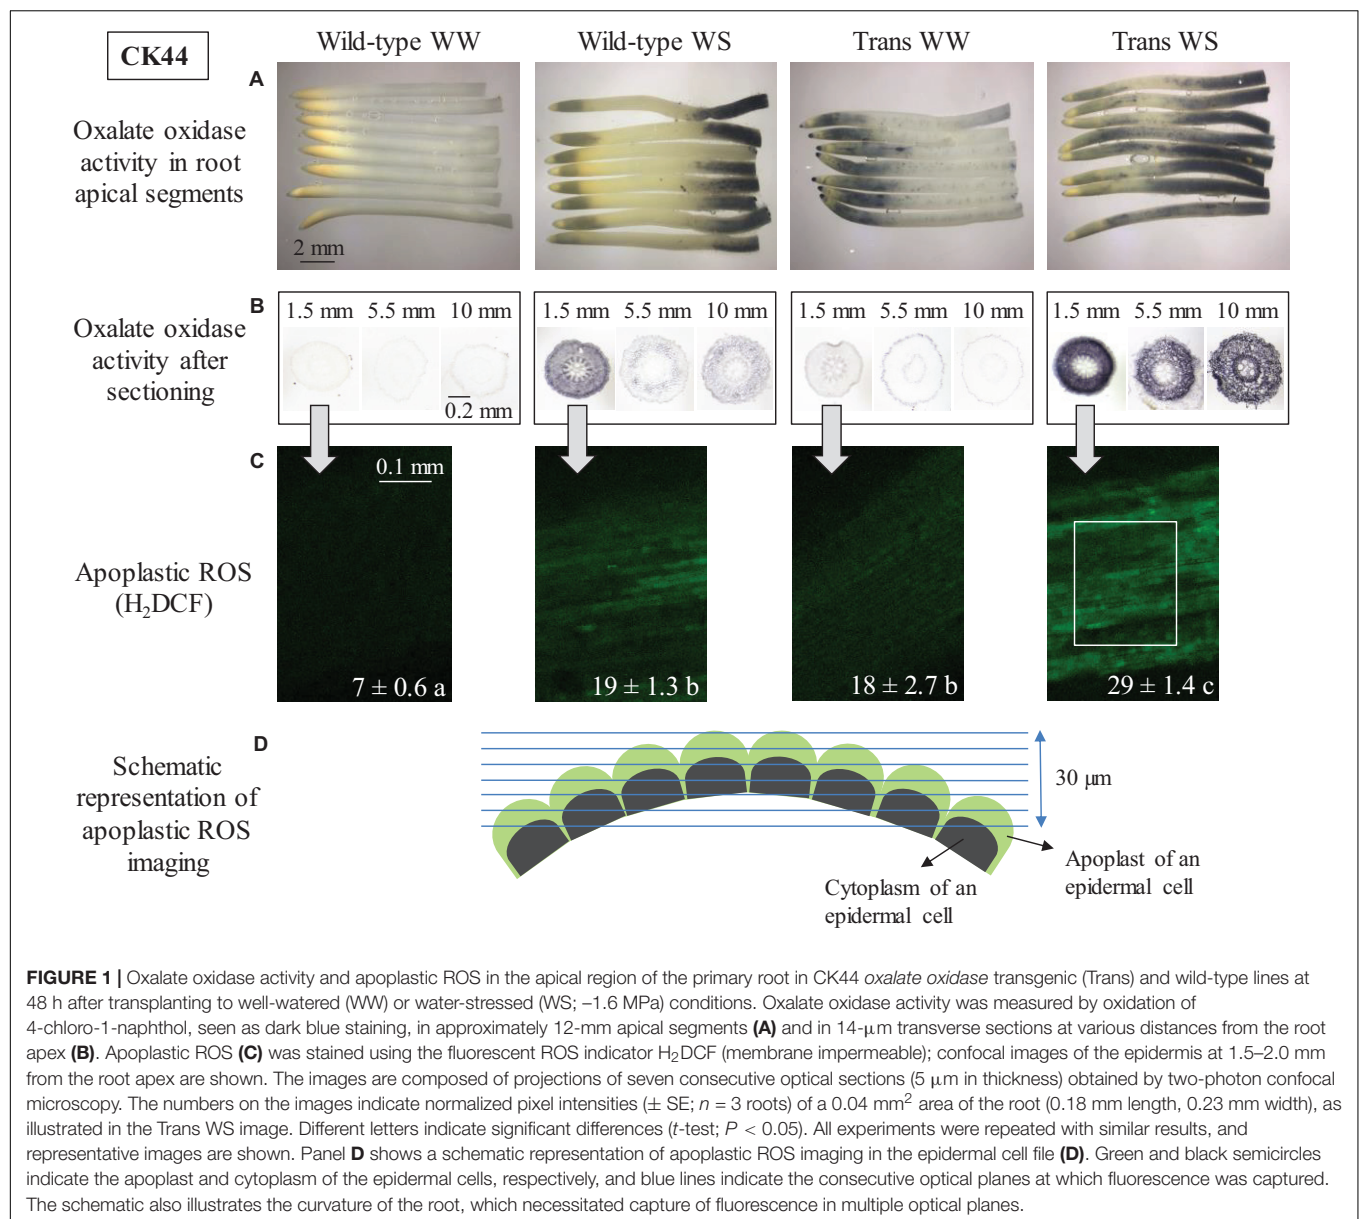 CK44
Wild-type WW
Wild-type WS
Trans WW
Trans WS
A
Oxalate oxidase
activity in root
apical segments
2 mm
B
Oxalate oxidase
activity after
sectioning
1.5 mm 5.5 mm 10 mm
0.2 mm
1.5 mm 5.5 mm 10 mm
1.5 mm 5.5 mm 10 mm
1.5 mm 5.5 mm 10 mm
C
0.1 mm
Apoplastic ROS
(H₂DCF)
7 ± 0.6 a
19 ± 1.3 b
18 ± 2.7 b
29 ± 1.4 c
D
Schematic
representation of
apoplastic ROS
imaging
30 μm
Cytoplasm of an
epidermal cell
Apoplast of an
epidermal cell
FIGURE 1 | Oxalate oxidase activity and apoplastic ROS in the apical region of the primary root in CK44 oxalate oxidase transgenic (Trans) and wild-type lines at
48 h after transplanting to well-watered (WW) or water-stressed (WS; –1.6 MPa) conditions. Oxalate oxidase activity was measured by oxidation of
4-chloro-1-naphthol, seen as dark blue staining, in approximately 12-mm apical segments (A) and in 14-μm transverse sections at various distances from the root
apex (B). Apoplastic ROS (C) was stained using the fluorescent ROS indicator H₂DCF (membrane impermeable); confocal images of the epidermis at 1.5–2.0 mm
from the root apex are shown. The images are composed of projections of seven consecutive optical sections (5 μm in thickness) obtained by two-photon confocal
microscopy. The numbers on the images indicate normalized pixel intensities (± SE; n = 3 roots) of a 0.04 mm² area of the root (0.18 mm length, 0.23 mm width), as
illustrated in the Trans WS image. Different letters indicate significant differences (t-test; P < 0.05). All experiments were repeated with similar results, and
representative images are shown. Panel D shows a schematic representation of apoplastic ROS imaging in the epidermal cell file (D). Green and black semicircles
indicate the apoplast and cytoplasm of the epidermal cells, respectively, and blue lines indicate the consecutive optical planes at which fluorescence was captured.
The schematic also illustrates the curvature of the root, which necessitated capture of fluorescence in multiple optical planes.